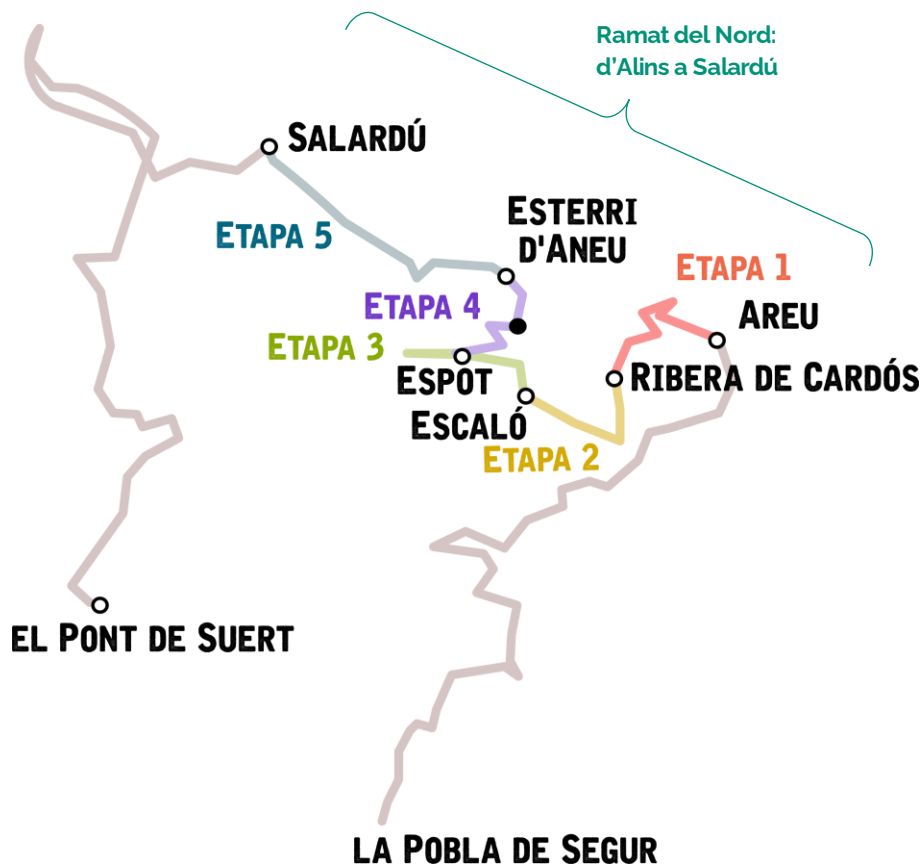 Ramat del Nord:
d'Alins a Salardú
SALARDÚ
ESTERRI
D'ANEU
ETAPA 5
ETAPA 1
ETAPA 4
AREU
ETAPA 3
ESPOT
RIBERA DE CARDÓS
ESCALÓ
ETAPA 2
EL PONT DE SUERT
LA POBLA DE SEGUR